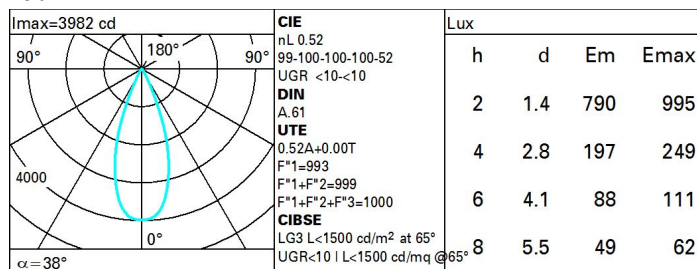 Imax=3982 cd
90° 180° 90°
4000
0°
α=38°
CIE
nL 0.52
99-100-100-100-52
UGR <10-<10
DIN
A.61
UTE
0.52A+0.00T
F"1=993
F"1+F"2=999
F"1+F"2+F"3=1000
CIBSE
LG3 L<1500 cd/m² at 65°
UGR<10 | L<1500 cd/mq @65°
Lux
h d Em Emax
2 1.4 790 995
4 2.8 197 249
6 4.1 88 111
8 5.5 49 62